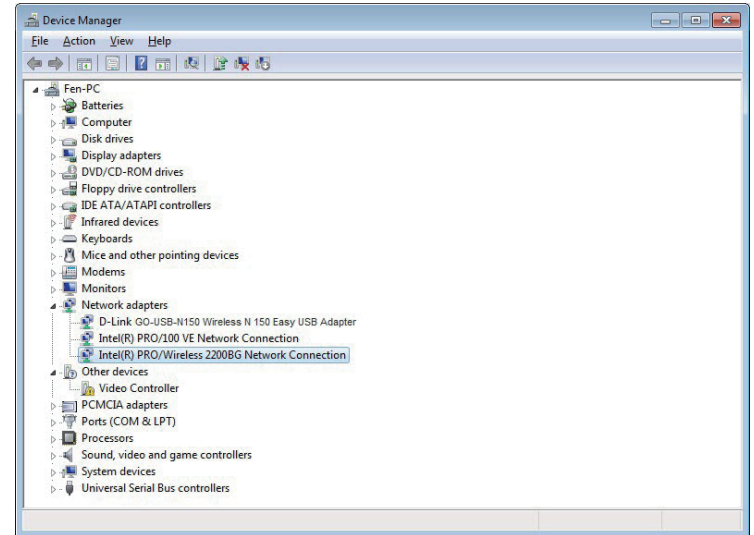 Device Manager
File Action View Help
Fen-PC
Batteries
Computer
Disk drives
Display adapters
DVD/CD-ROM drives
Floppy drive controllers
IDE ATA/ATAPI controllers
Infrared devices
Keyboards
Mice and other pointing devices
Modems
Monitors
Network adapters
D-Link GO-USB-N150 Wireless N 150 Easy USB Adapter
Intel(R) PRO/100 VE Network Connection
Intel(R) PRO/Wireless 2200BG Network Connection
Other devices
Video Controller
PCMCIA adapters
Ports (COM & LPT)
Processors
Sound, video and game controllers
System devices
Universal Serial Bus controllers